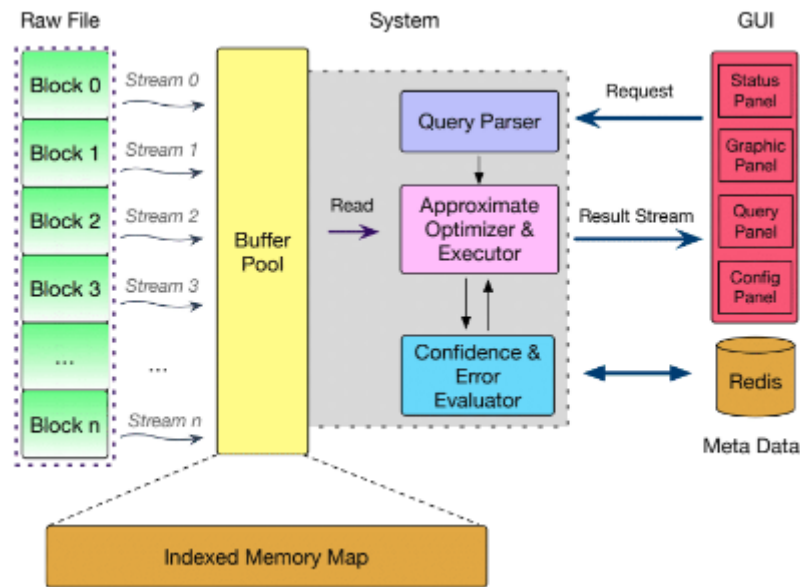 Raw File
System
GUI
Block 0
Block 1
Block 2
Block 3
...
Block n
Stream 0
Stream 1
Stream 2
Stream 3
...
Stream n
Buffer
Pool
Read
Query Parser
Approximate
Optimizer &
Executor
Confidence &
Error
Evaluator
Request
Result Stream
Status
Panel
Graphic
Panel
Query
Panel
Config
Panel
Redis
Meta Data
Indexed Memory Map